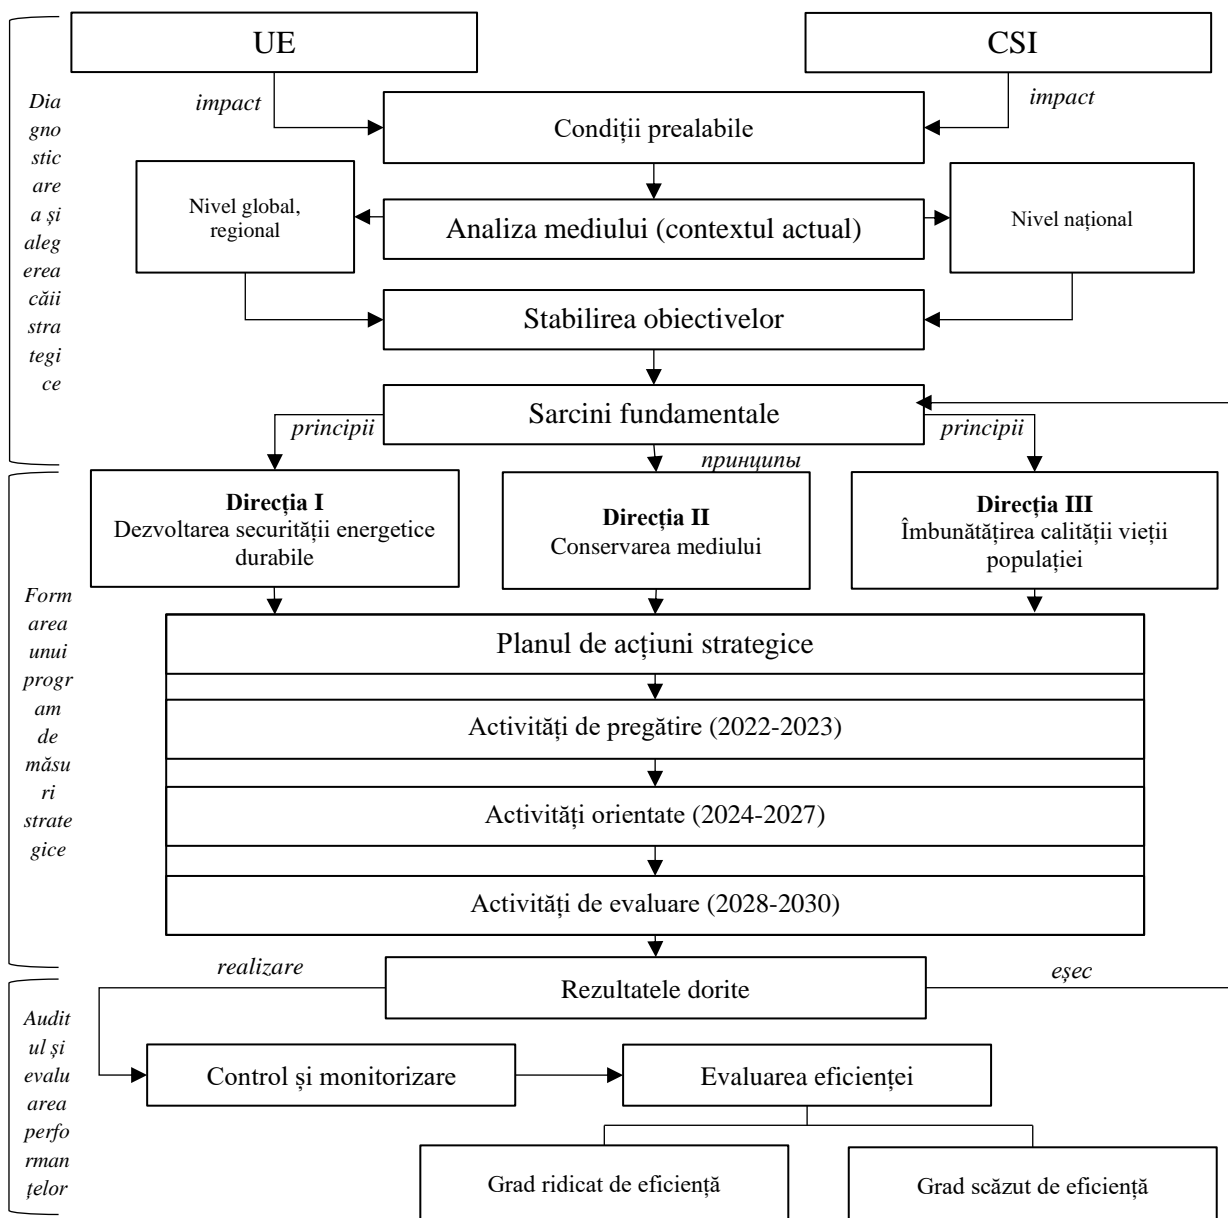 UE
CSI
impact
impact
Condiții prealabile
Nivel global,
regional
Analiza mediului (contextul actual)
Nivel național
Stabilirea obiectivelor
Sarcini fundamentale
principii
принципы
principii
Dia
gno
stic
are
a și
aleg
erea
căii
stra
tegi
ce
Direcția I
Dezvoltarea securității energetice
durabile
Direcția II
Conservarea mediului
Direcția III
Îmbunătățirea calității vieții
populației
Planul de acțiuni strategice
Activități de pregătire (2022-2023)
Activități orientate (2024-2027)
Activități de evaluare (2028-2030)
Form
area
unui
progr
am
de
măsu
ri
strate
gice
realizare
Rezultatele dorite
eșec
Control și monitorizare
Evaluarea eficienței
Grad ridicat de eficiență
Grad scăzut de eficiență
Audit
ul și
evalu
area
perfo
rman
țelor